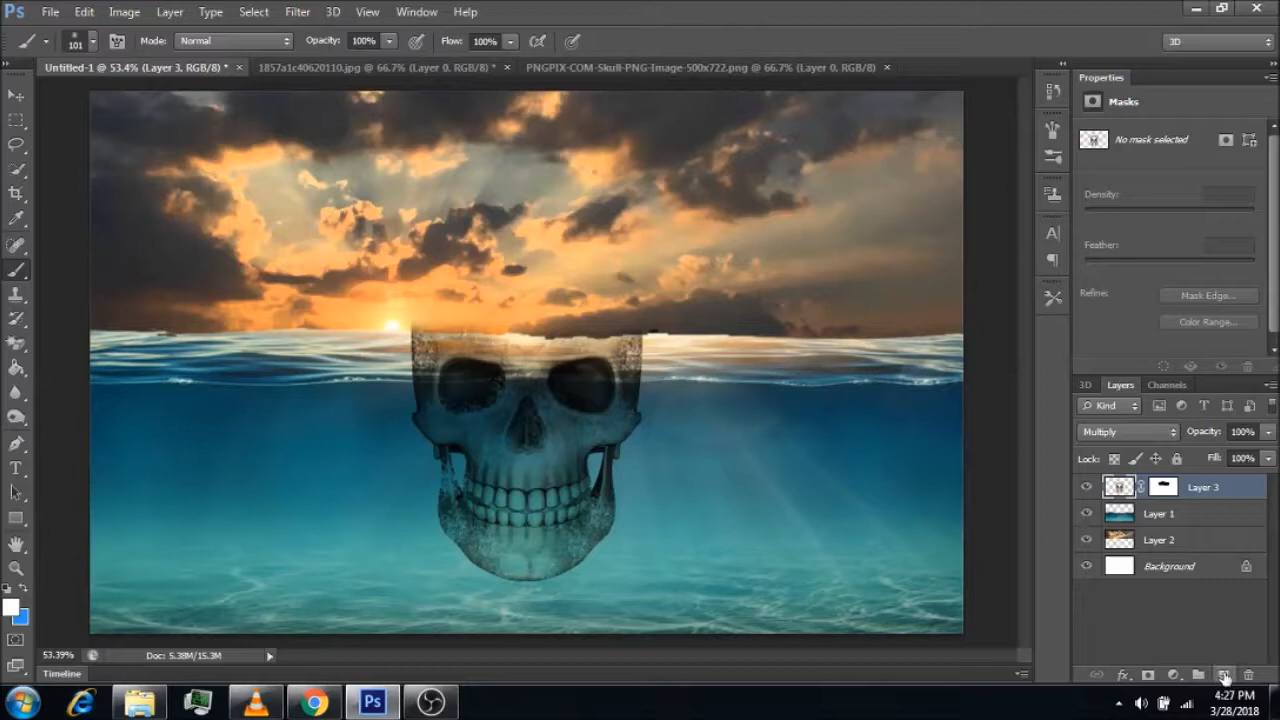 Ps File Edit Image Layer Type Select Filter 3D View Window Help
101 Mode: Normal Opacity: 100% Flow: 100% 3D
Untitled-1 @ 53.4% (Layer 3, RGB/8) * × 1857a1c40620110.jpg @ 66.7% (Layer 0, RGB/8) * × PNGPIX-COM-Skull-PNG-Image-500x722.png @ 66.7% (Layer 0, RGB/8) ×
Properties
Masks
No mask selected
Density:
Feather:
Refine:
Mask Edge...
Color Range...
3D Layers Channels
Kind
Multiply Opacity: 100%
Lock: Fill: 100%
Layer 3
Layer 1
Layer 2
Background
53.39% Doc: 5.38M/15.3M
Timeline
fx
Ps
4:27 PM
3/28/2018